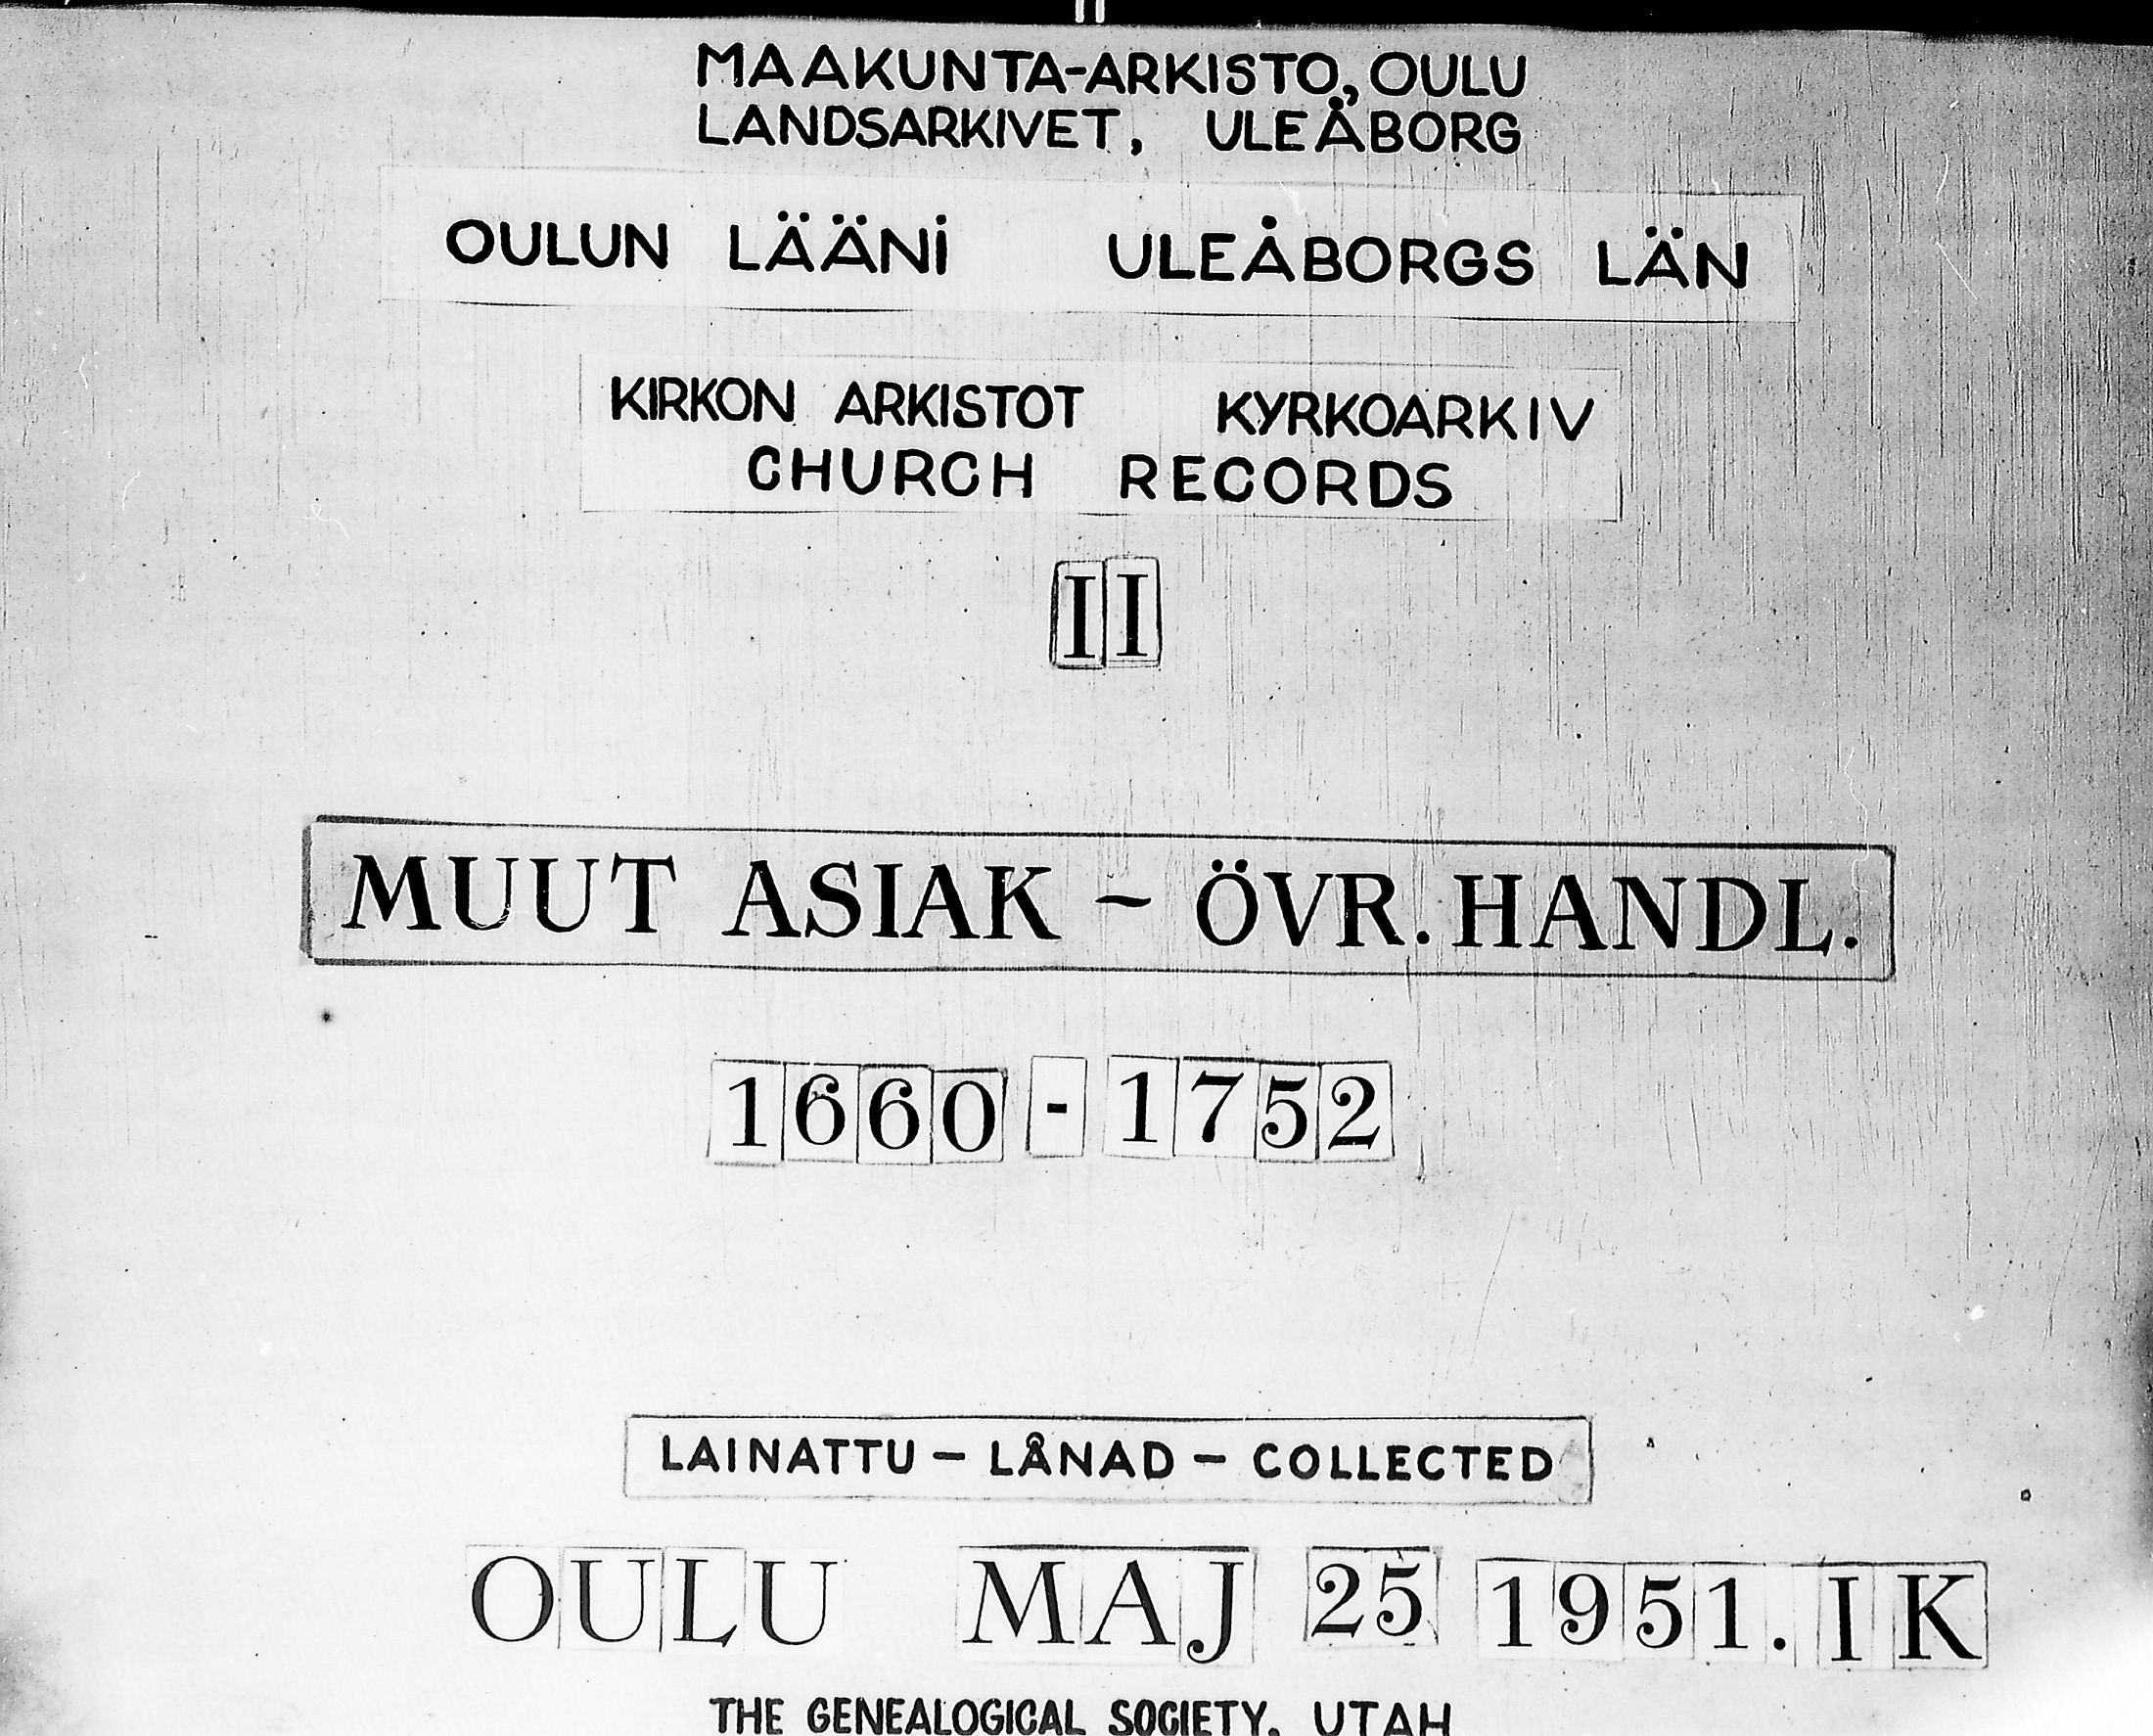 MAAKUNTA-ARKISTO, OULU
LANDSARKIVET, ULEÅBORG
OULUN LÄÄNI ULEÅBORGS LÄN
KIRKON ARKISTOT KYRKOARKIV
CHURCH RECORDS
II
MUUT ASIAK - ÖVR. HANDL.
1660-1752
LAINATTU - LÅNAD - COLLECTED
OULU MAJ 25 1951. IK
THE GENEALOGICAL SOCIETY, UTAH